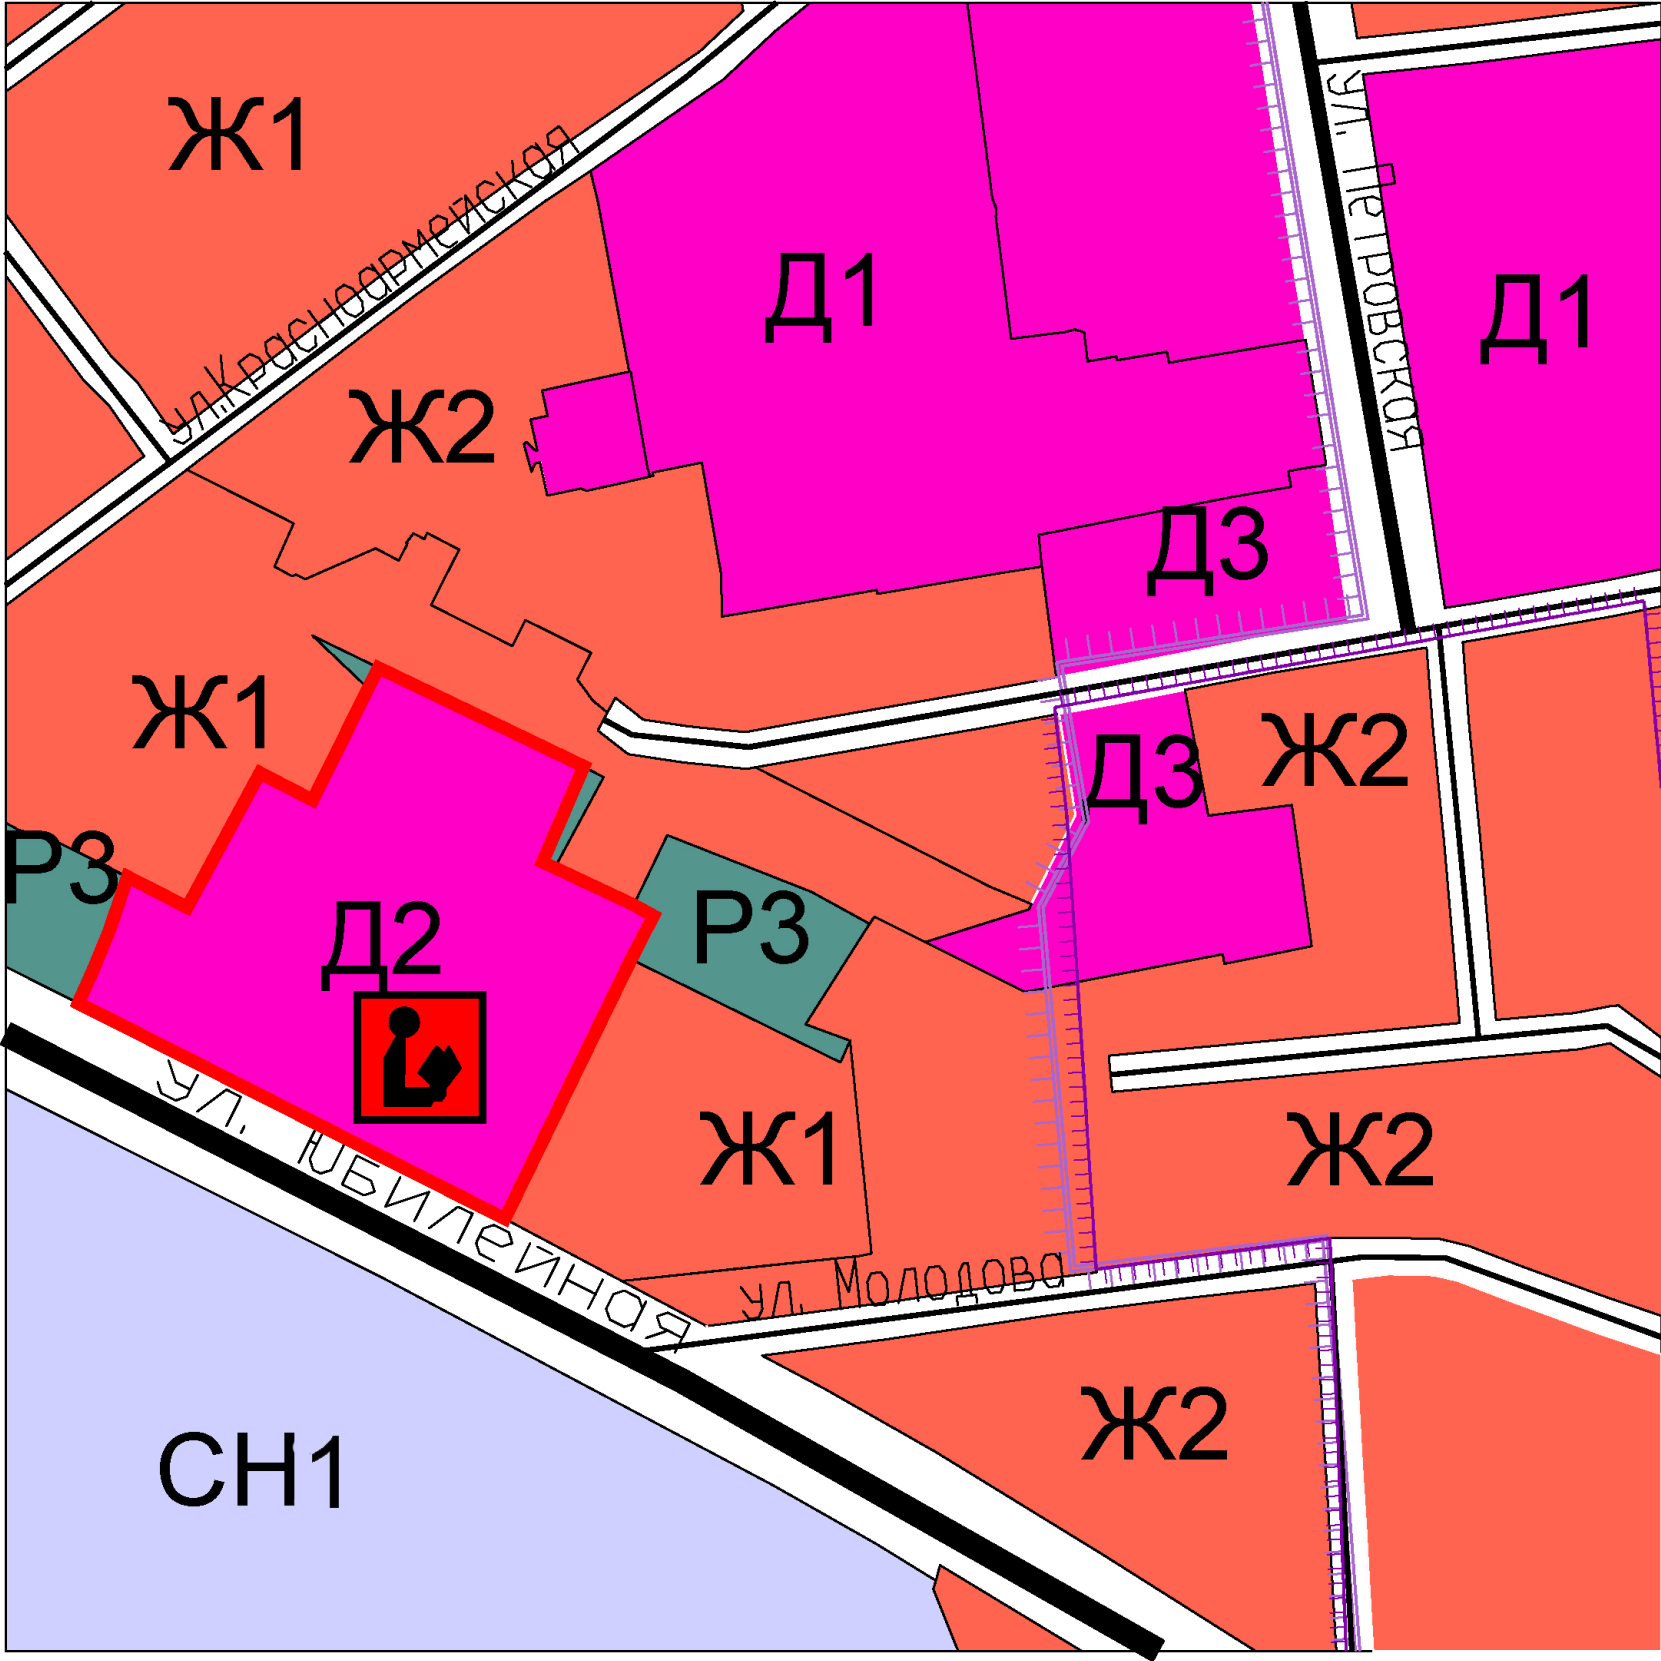 Ж1
ул.Красноармейская
ул. Петровская
Д1
Д1
Ж2
Д3
Ж1
Д3
Ж2
Р3
Р3
Д2
ул. Юбилейная
Ж1
Ж2
ул. Молодова
Ж2
СН1